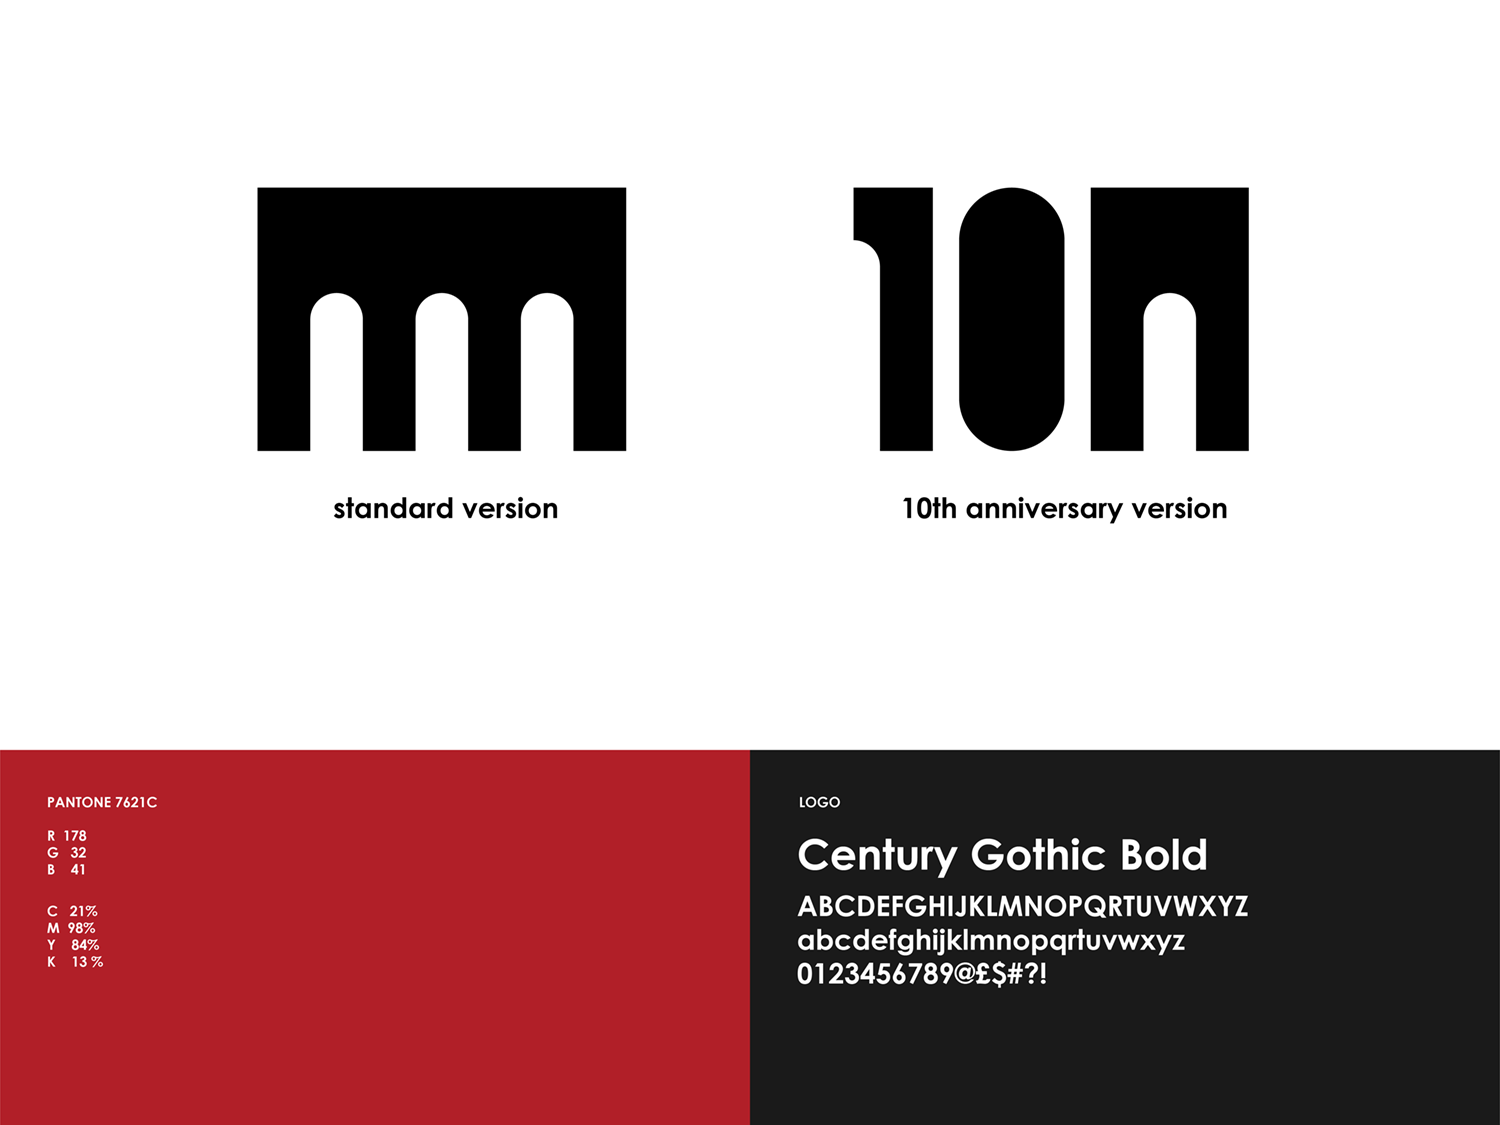 10n
standard version
10th anniversary version
PANTONE 7621C
R 178
G 32
B 41
C 21%
M 98%
Y 84%
K 13 %
LOGO
Century Gothic Bold
ABCDEFGHIJKLMNOPQRTUVWXYZ
abcdefghijklmnopqrtuvwxyz
0123456789@£$#?!